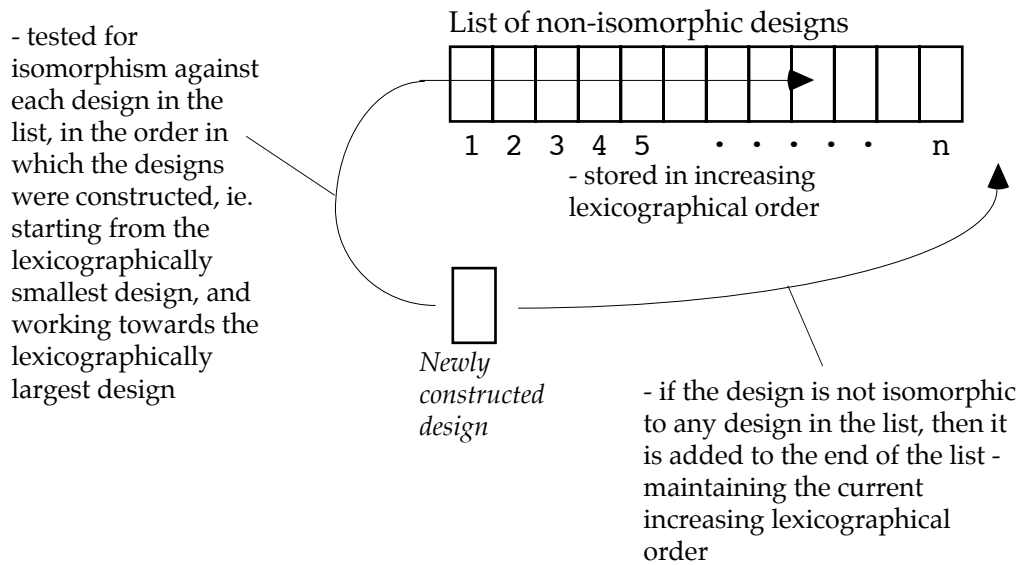 - tested for
isomorphism against
each design in the
list, in the order in
which the designs
were constructed, ie.
starting from the
lexicographically
smallest design, and
working towards the
lexicographically
largest design
List of non-isomorphic designs
1 2 3 4 5 · · · · · n
- stored in increasing
lexicographical order
Newly
constructed
design
- if the design is not isomorphic
to any design in the list, then it
is added to the end of the list -
maintaining the current
increasing lexicographical
order